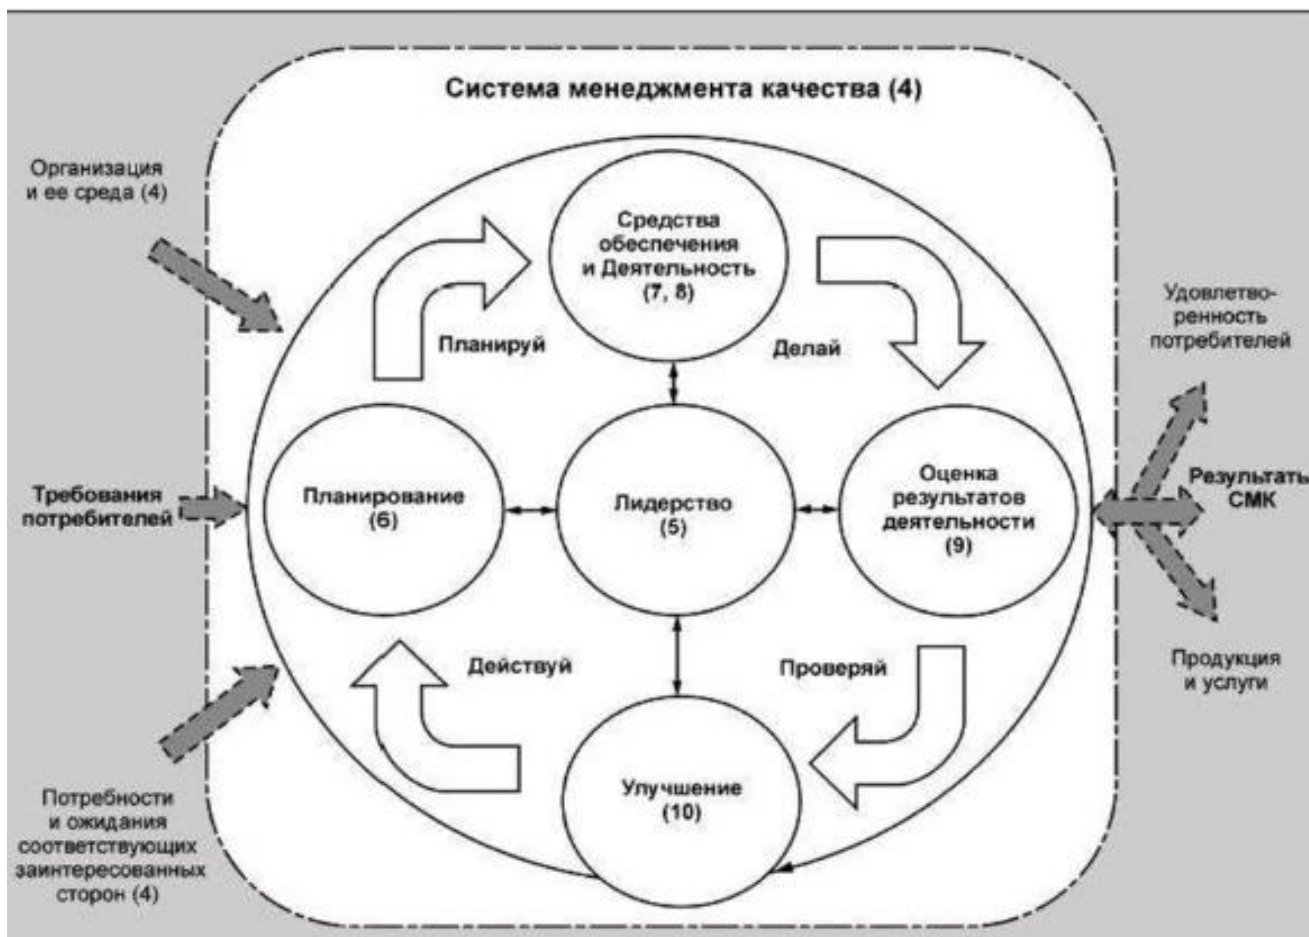 Система менеджмента качества (4)
Организация
и ее среда (4)
Средства
обеспечения
и Деятельность
(7, 8)
Планируй
Делай
Удовлетво-
ренность
потребителей
Требования
потребителей
Планирование
(6)
Лидерство
(5)
Оценка
результатов
деятельности
(9)
Результаты
СМК
Действуй
Проверяй
Продукция
и услуги
Улучшение
(10)
Потребности
и ожидания
соответствующих
заинтересованных
сторон (4)